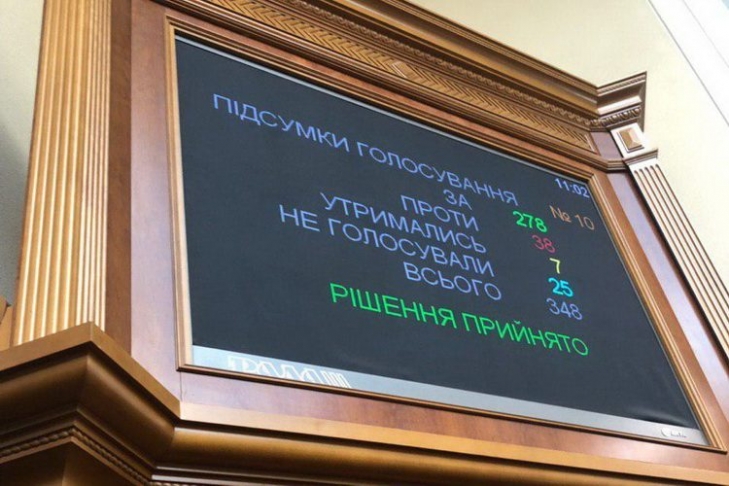 11:02
ПІДСУМКИ ГОЛОСУВАННЯ № 10
ЗА 278
ПРОТИ 38
УТРИМАЛИСЬ 7
НЕ ГОЛОСУВАЛИ 25
ВСЬОГО 348
РІШЕННЯ ПРИЙНЯТО